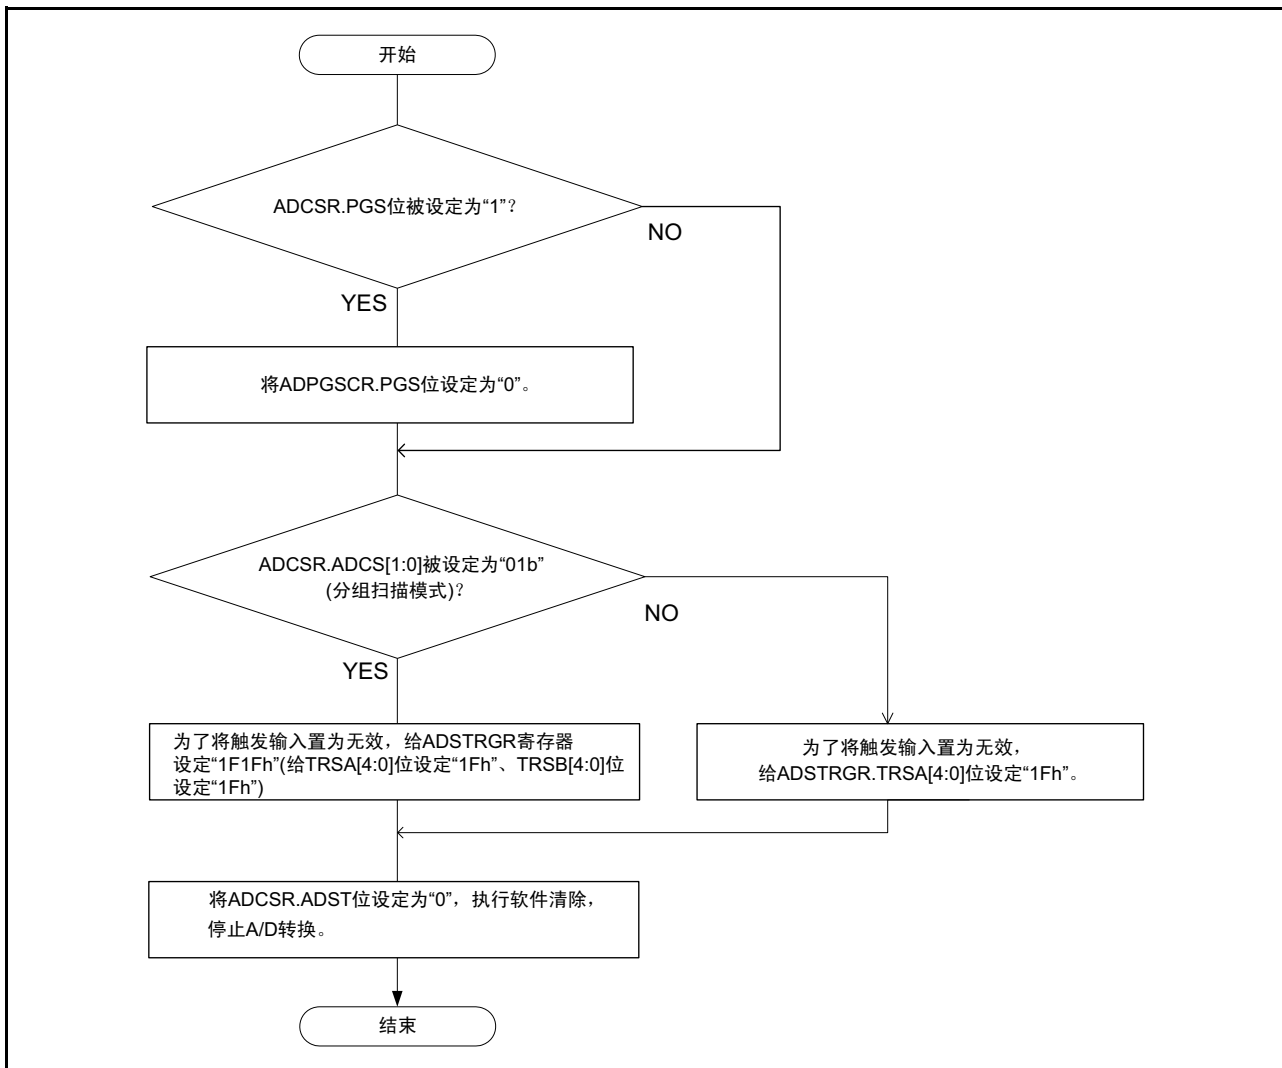 开始
ADCSR.PGS位被设定为“1”？
NO
YES
将ADPGSCR.PGS位设定为“0”。
ADCSR.ADCS[1:0]被设定为“01b”
(分组扫描模式)？
NO
YES
为了将触发输入置为无效，给ADSTRGR寄存器
设定“1F1Fh”(给TRSA[4:0]位设定“1Fh”、TRSB[4:0]位
设定“1Fh”)
为了将触发输入置为无效，
给ADSTRGR.TRSA[4:0]位设定“1Fh”。
将ADCSR.ADST位设定为“0”，执行软件清除，
停止A/D转换。
结束